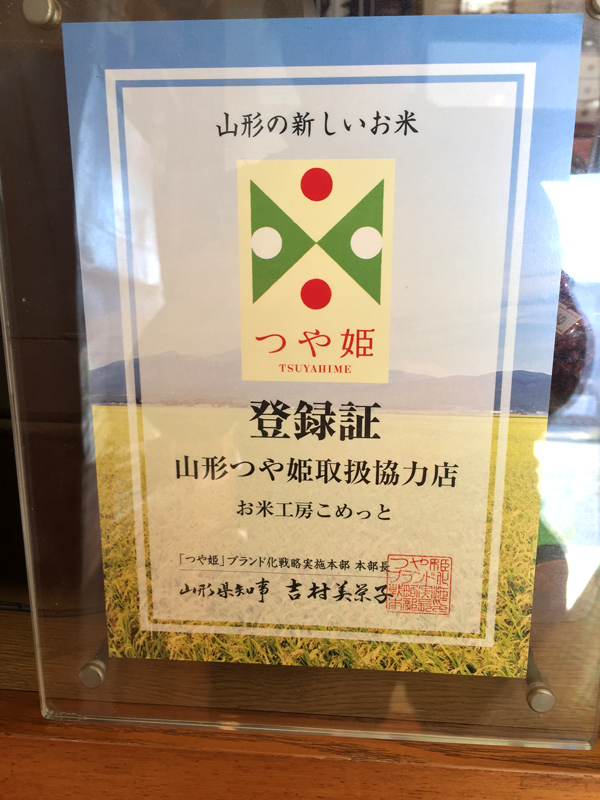 山形の新しいお米
つや姫
TSUYAHIME
登録証
山形つや姫取扱協力店
お米工房こめっと
「つや姫」ブランド化戦略実施本部 本部長
山形県知事 吉村美栄子